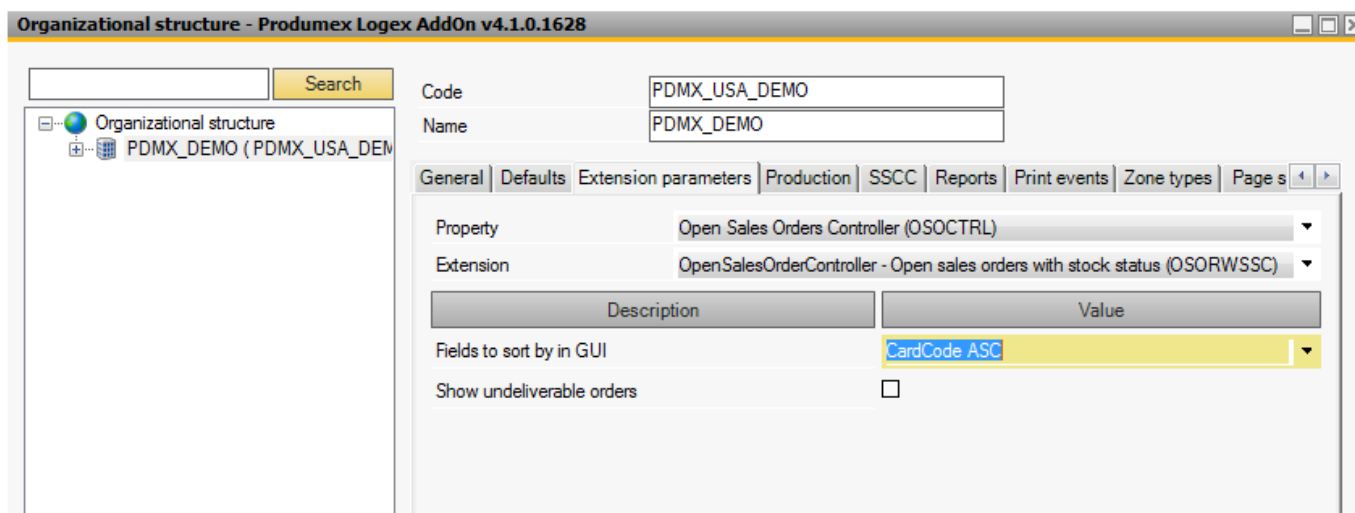 Organizational structure - Produmex Logex AddOn v4.1.0.1628
Search
Organizational structure
PDMX_DEMO ( PDMX_USA_DEM
Code PDMX_USA_DEMO
Name PDMX_DEMO
General Defaults Extension parameters Production SSCC Reports Print events Zone types Page s
Property Open Sales Orders Controller (OSOCTRL)
Extension OpenSalesOrderController - Open sales orders with stock status (OSORWSSC)
Description Value
Fields to sort by in GUI CardCode ASC
Show undeliverable orders